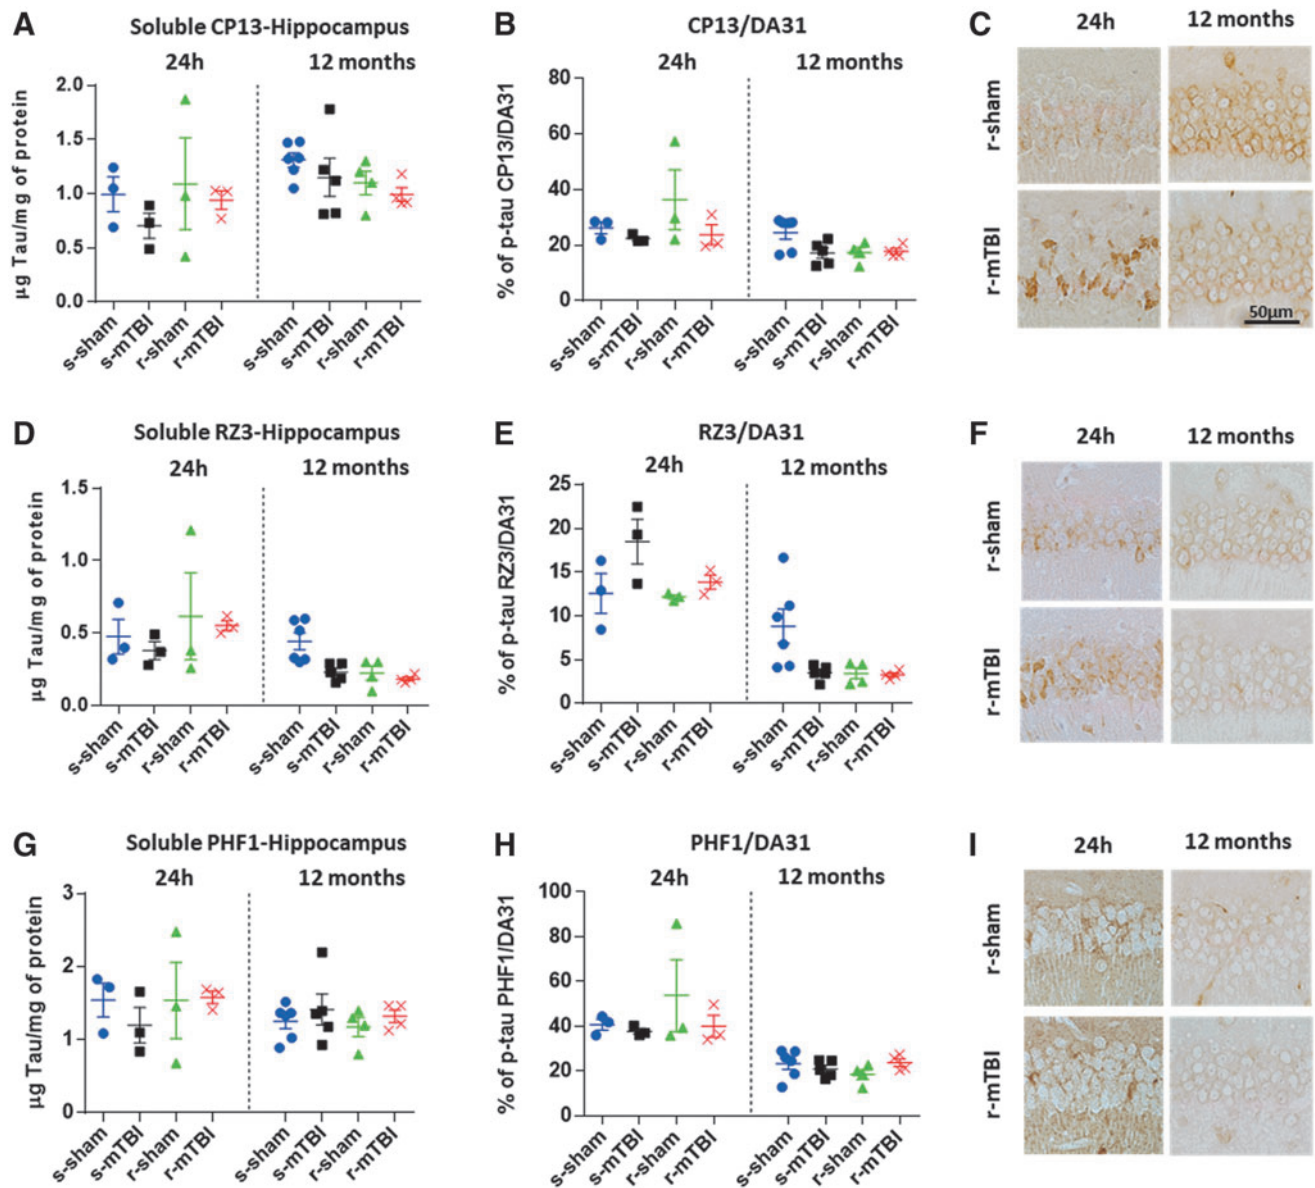 A
Soluble CP13-Hippocampus
24h
12 months
µg Tau/mg of protein
2.0
1.5
1.0
0.5
0.0
s-sham
s-mTBI
r-sham
r-mTBI
s-sham
s-mTBI
r-sham
r-mTBI
B
CP13/DA31
24h
12 months
% of p-tau CP13/DA31
80
60
40
20
0
s-sham
s-mTBI
r-sham
r-mTBI
s-sham
s-mTBI
r-sham
r-mTBI
C
24h
12 months
r-sham
r-mTBI
50µm
D
Soluble RZ3-Hippocampus
24h
12 months
µg Tau/mg of protein
1.5
1.0
0.5
0.0
s-sham
s-mTBI
r-sham
r-mTBI
s-sham
s-mTBI
r-sham
r-mTBI
E
RZ3/DA31
24h
12 months
% of p-tau RZ3/DA31
25
20
15
10
5
0
s-sham
s-mTBI
r-sham
r-mTBI
s-sham
s-mTBI
r-sham
r-mTBI
F
24h
12 months
r-sham
r-mTBI
G
Soluble PHF1-Hippocampus
24h
12 months
µg Tau/mg of protein
3
2
1
0
s-sham
s-mTBI
r-sham
r-mTBI
s-sham
s-mTBI
r-sham
r-mTBI
H
PHF1/DA31
24h
12 months
% of p-tau PHF1/DA31
100
80
60
40
20
0
s-sham
s-mTBI
r-sham
r-mTBI
s-sham
s-mTBI
r-sham
r-mTBI
I
24h
12 months
r-sham
r-mTBI